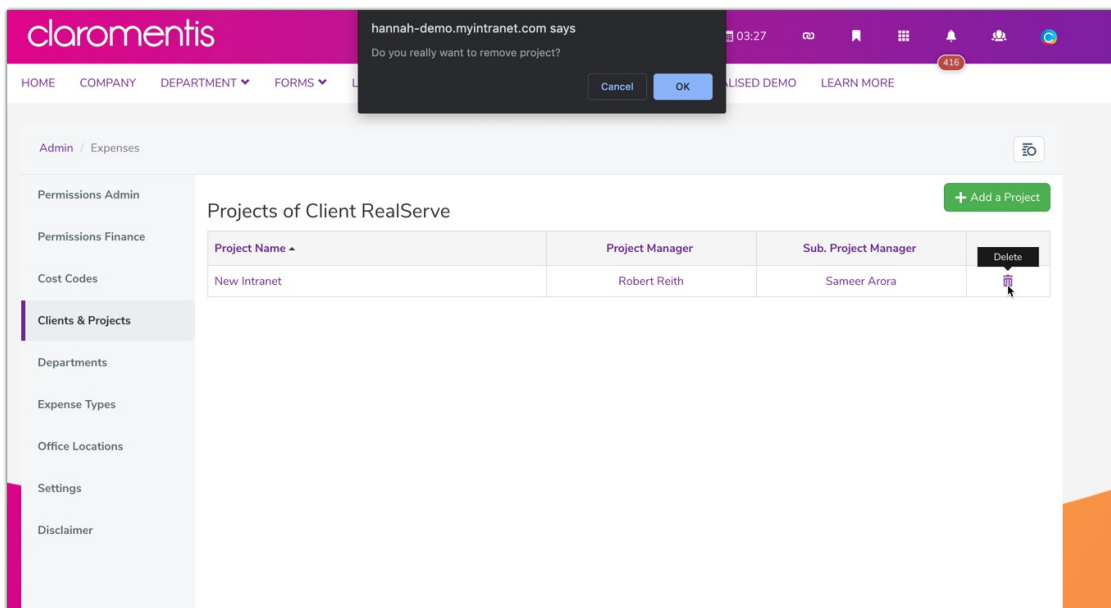 claromentis
hannah-demo.myintranet.com says
Do you really want to remove project?
Cancel OK
03:27
416
HOME COMPANY DEPARTMENT FORMS L
LISED DEMO LEARN MORE
Admin / Expenses
Permissions Admin
Permissions Finance
Cost Codes
Clients & Projects
Departments
Expense Types
Office Locations
Settings
Disclaimer
+ Add a Project
Projects of Client RealServe
Project Name Project Manager Sub. Project Manager
Delete
New Intranet Robert Reith Sameer Arora